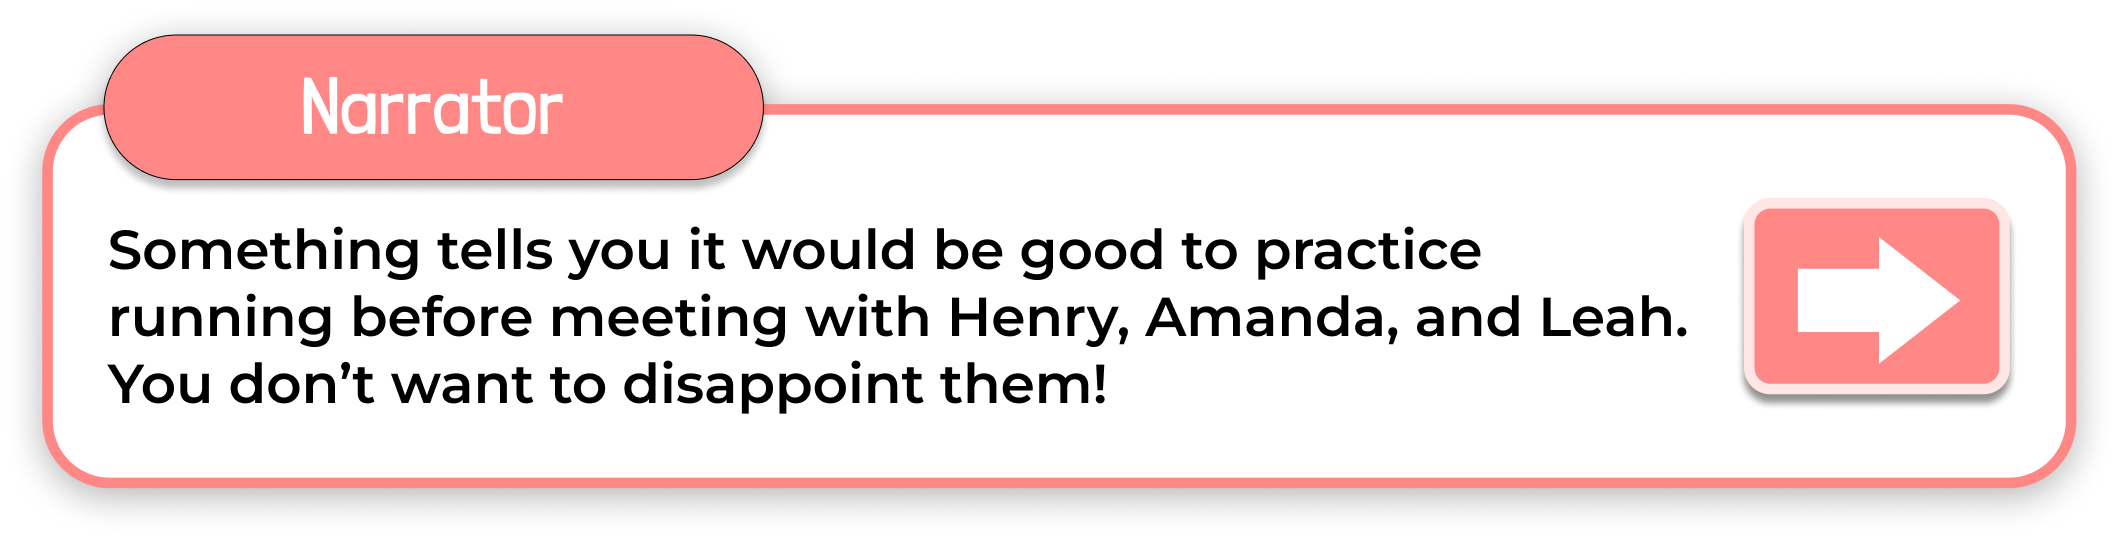 Narrator
Something tells you it would be good to practice
running before meeting with Henry, Amanda, and Leah.
You don’t want to disappoint them!